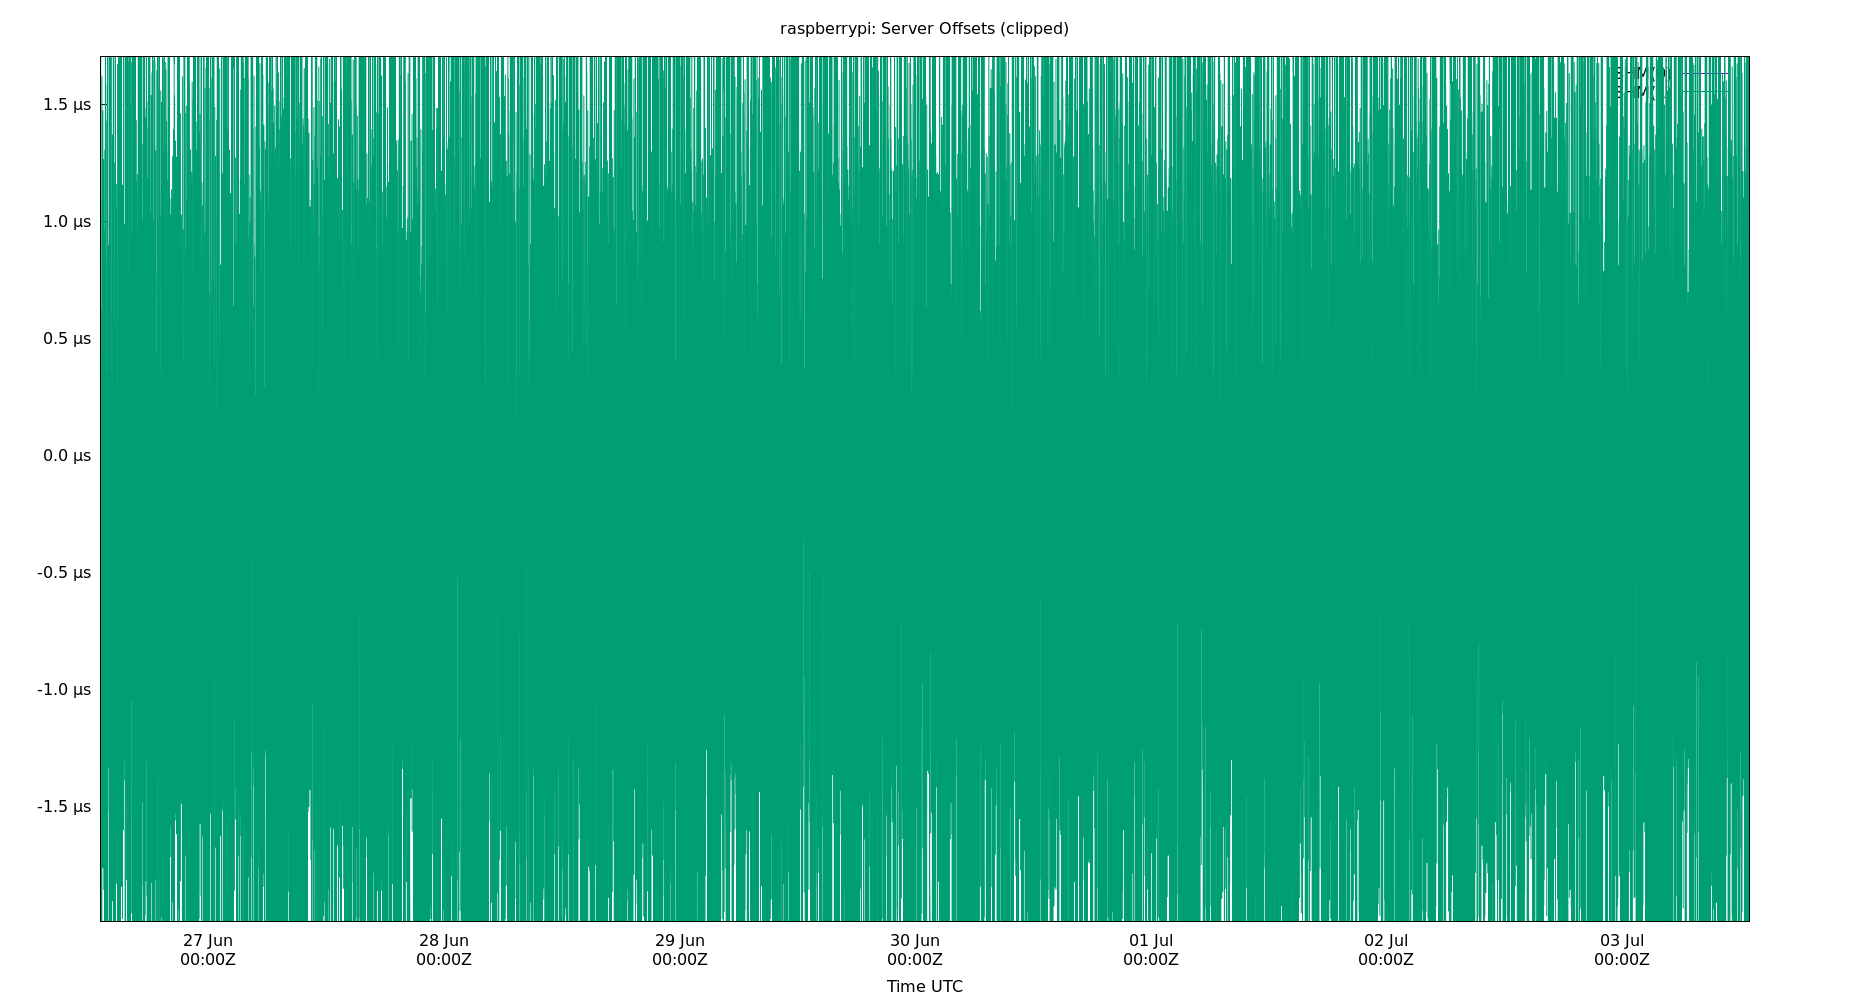 raspberrypi: Server Offsets (clipped)
1.5 µs
1.0 µs
0.5 µs
0.0 µs
-0.5 µs
-1.0 µs
-1.5 µs
27 Jun 28 Jun 29 Jun 30 Jun 01 Jul 02 Jul 03 Jul
00:00Z 00:00Z 00:00Z 00:00Z 00:00Z 00:00Z 00:00Z
Time UTC